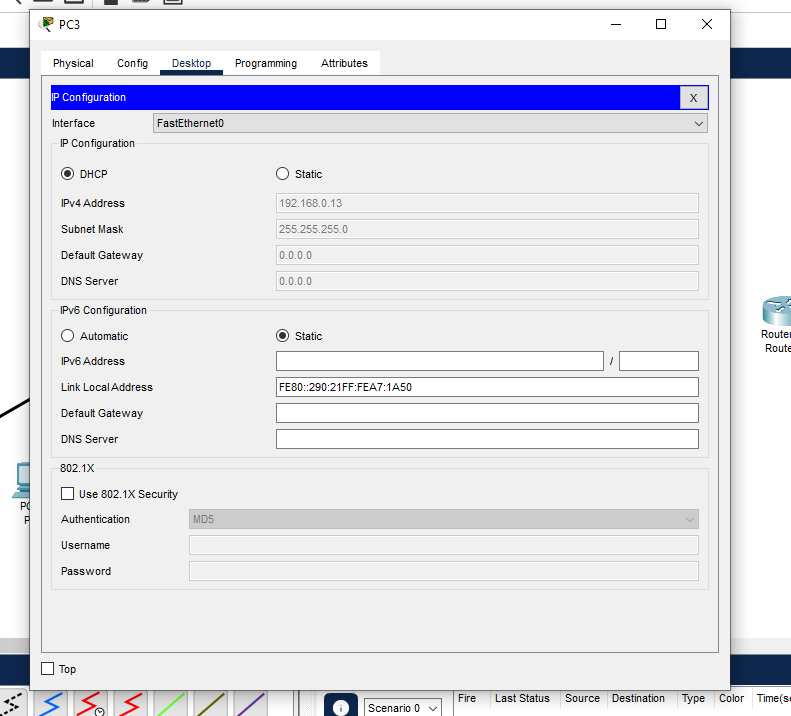 PC3
Physical Config Desktop Programming Attributes
IP Configuration X
Interface FastEthernet0
IP Configuration
DHCP Static
IPv4 Address 192.168.0.13
Subnet Mask 255.255.255.0
Default Gateway 0.0.0.0
DNS Server 0.0.0.0
IPv6 Configuration
Automatic Static
IPv6 Address /
Link Local Address FE80::290:21FF:FEA7:1A50
Default Gateway
DNS Server
802.1X
Use 802.1X Security
Authentication MD5
Username
Password
Top
Router
Route
PC
P
Scenario 0
Fire Last Status Source Destination Type Color Time(se